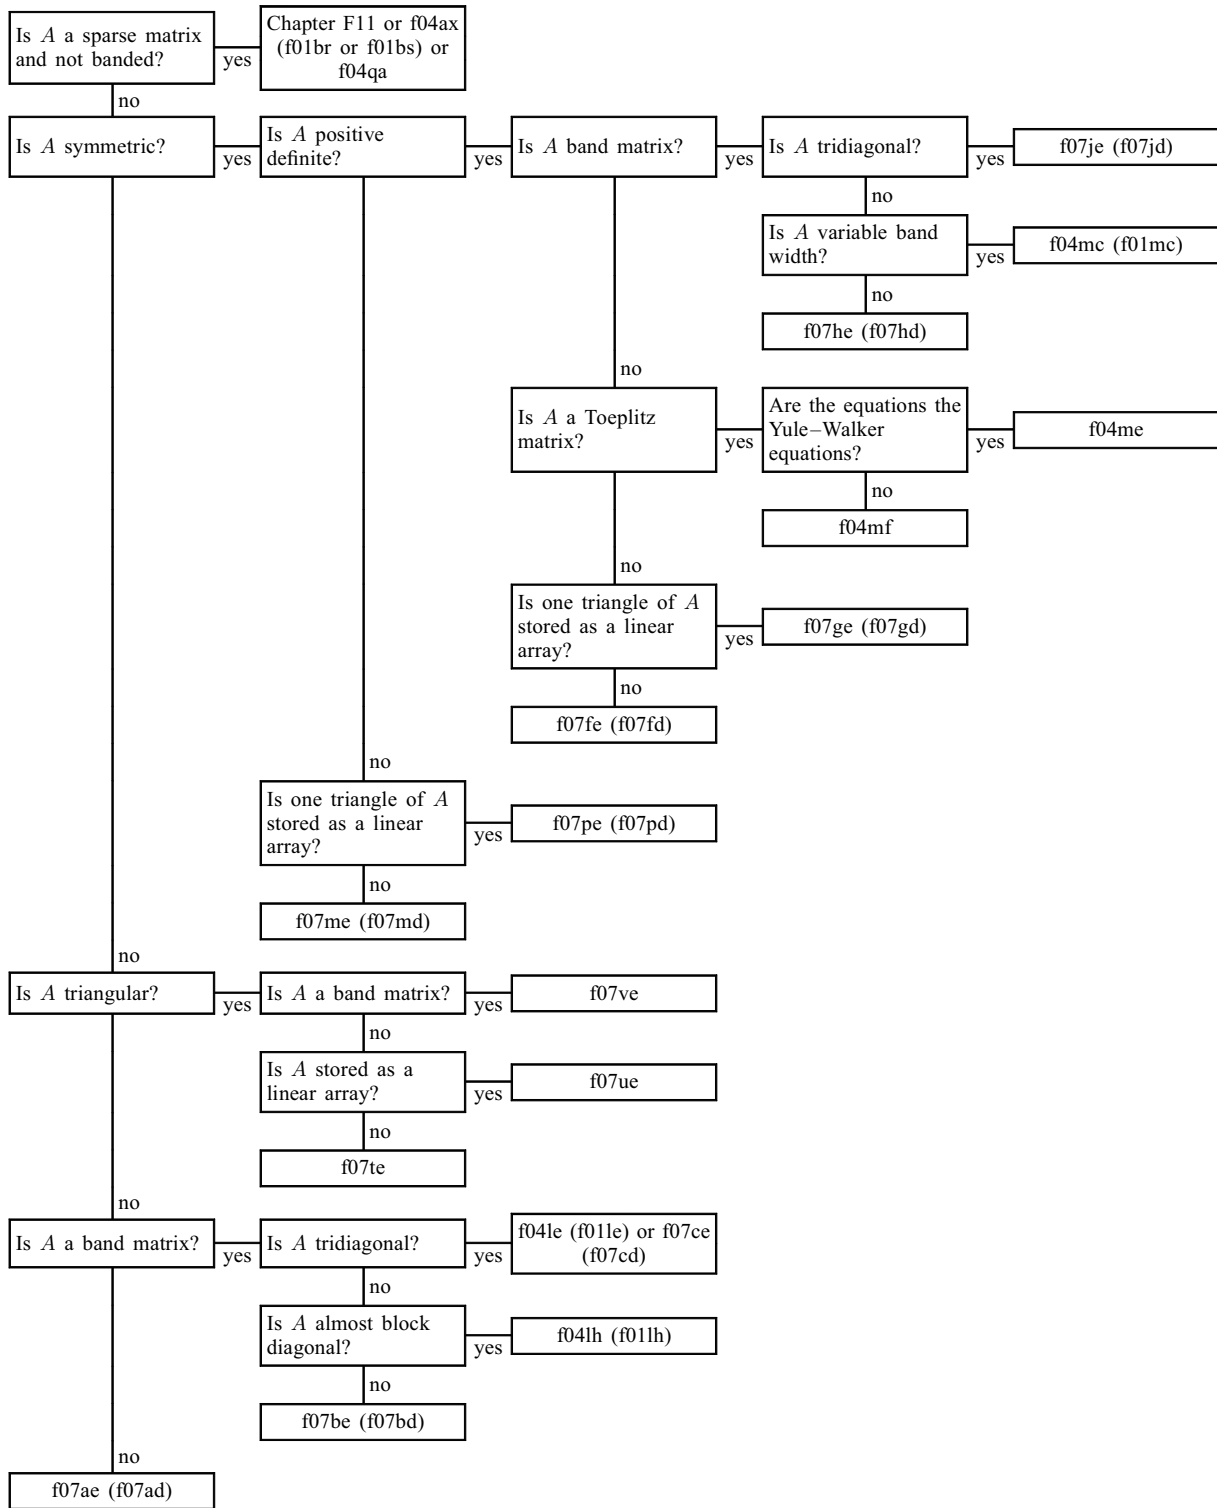 Is A a sparse matrix
and not banded?
yes
Chapter F11 or f04ax
(f01br or f01bs) or
f04qa
no
Is A symmetric?
yes
Is A positive
definite?
yes
Is A band matrix?
yes
Is A tridiagonal?
yes
f07je (f07jd)
no
Is A variable band
width?
yes
f04mc (f01mc)
no
f07he (f07hd)
no
Is A a Toeplitz
matrix?
yes
Are the equations the
Yule–Walker
equations?
yes
f04me
no
f04mf
no
Is one triangle of A
stored as a linear
array?
yes
f07ge (f07gd)
no
f07fe (f07fd)
no
Is one triangle of A
stored as a linear
array?
yes
f07pe (f07pd)
no
f07me (f07md)
no
Is A triangular?
yes
Is A a band matrix?
yes
f07ve
no
Is A stored as a
linear array?
yes
f07ue
no
f07te
no
Is A a band matrix?
yes
Is A tridiagonal?
yes
f04le (f01le) or f07ce
(f07cd)
no
Is A almost block
diagonal?
yes
f04lh (f01lh)
no
f07be (f07bd)
no
f07ae (f07ad)